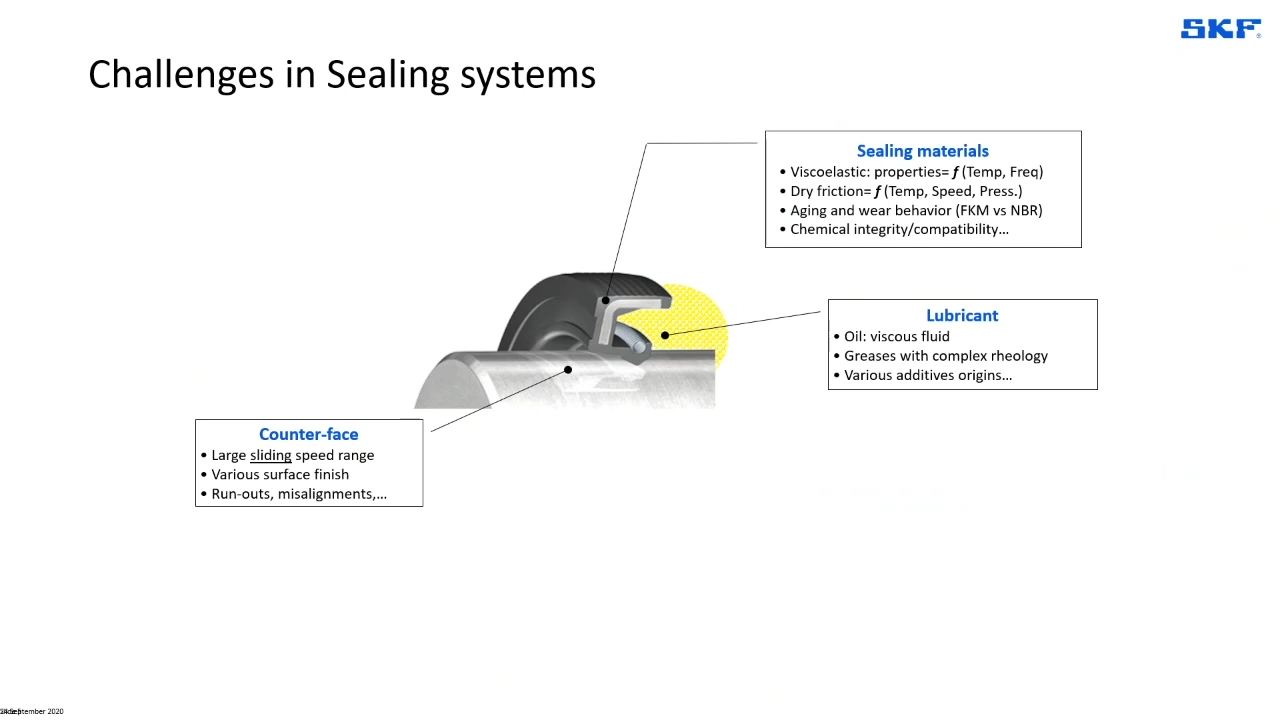 SKF
Challenges in Sealing systems
Sealing materials
• Viscoelastic: properties= f (Temp, Freq)
• Dry friction= f (Temp, Speed, Press.)
• Aging and wear behavior (FKM vs NBR)
• Chemical integrity/compatibility...
Lubricant
• Oil: viscous fluid
• Greases with complex rheology
• Various additives origins...
Counter-face
• Large sliding speed range
• Various surface finish
• Run-outs, misalignments,...
September 2020